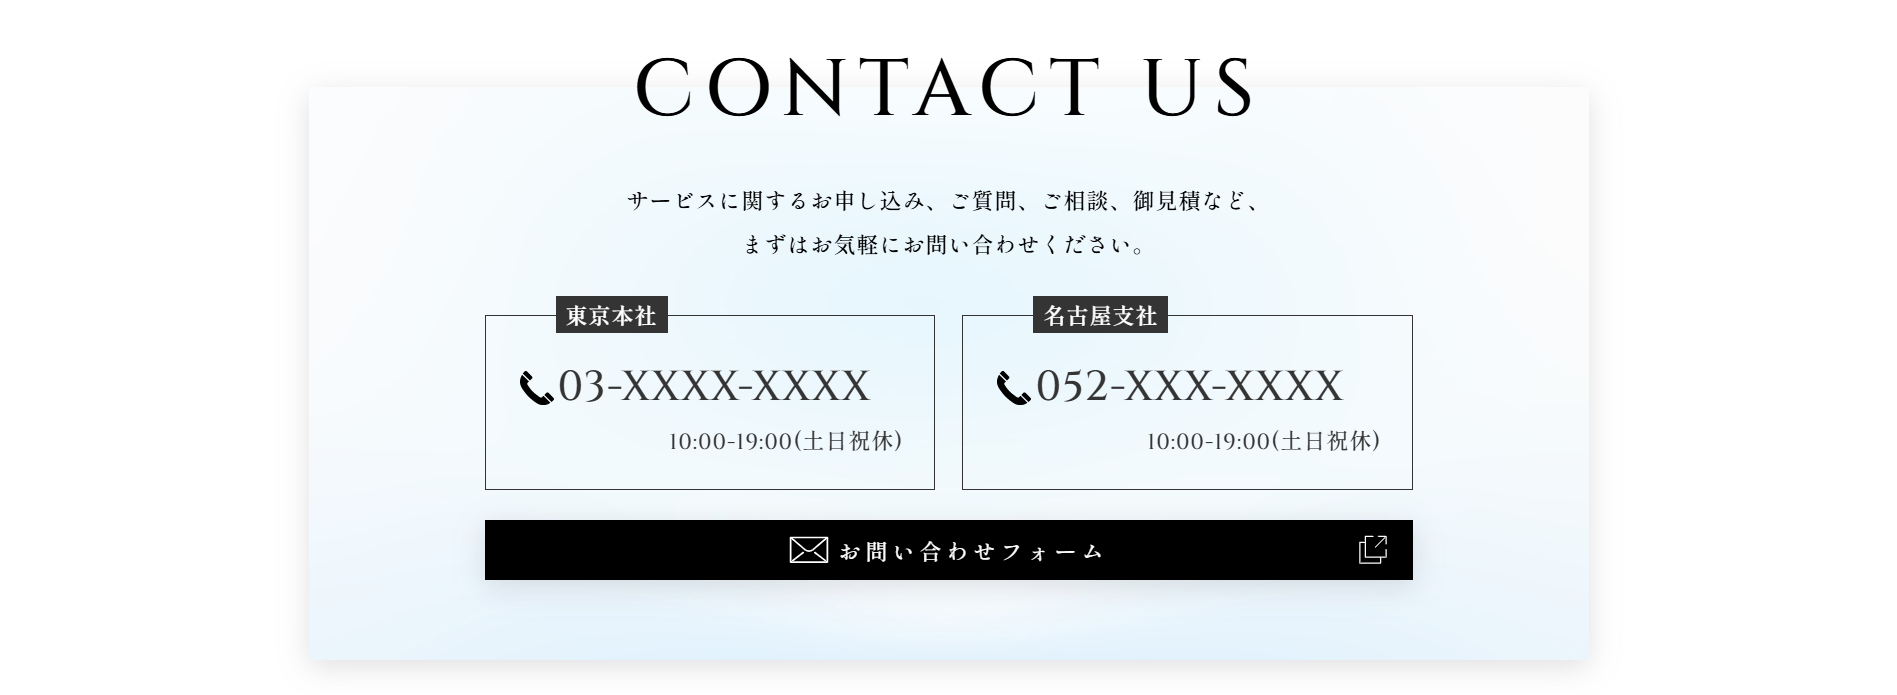 CONTACT US
サービスに関するお申し込み、ご質問、ご相談、御見積など、
まずはお気軽にお問い合わせください。
東京本社
03-XXXX-XXXX
10:00-19:00(土日祝休)
名古屋支社
052-XXX-XXXX
10:00-19:00(土日祝休)
お問い合わせフォーム